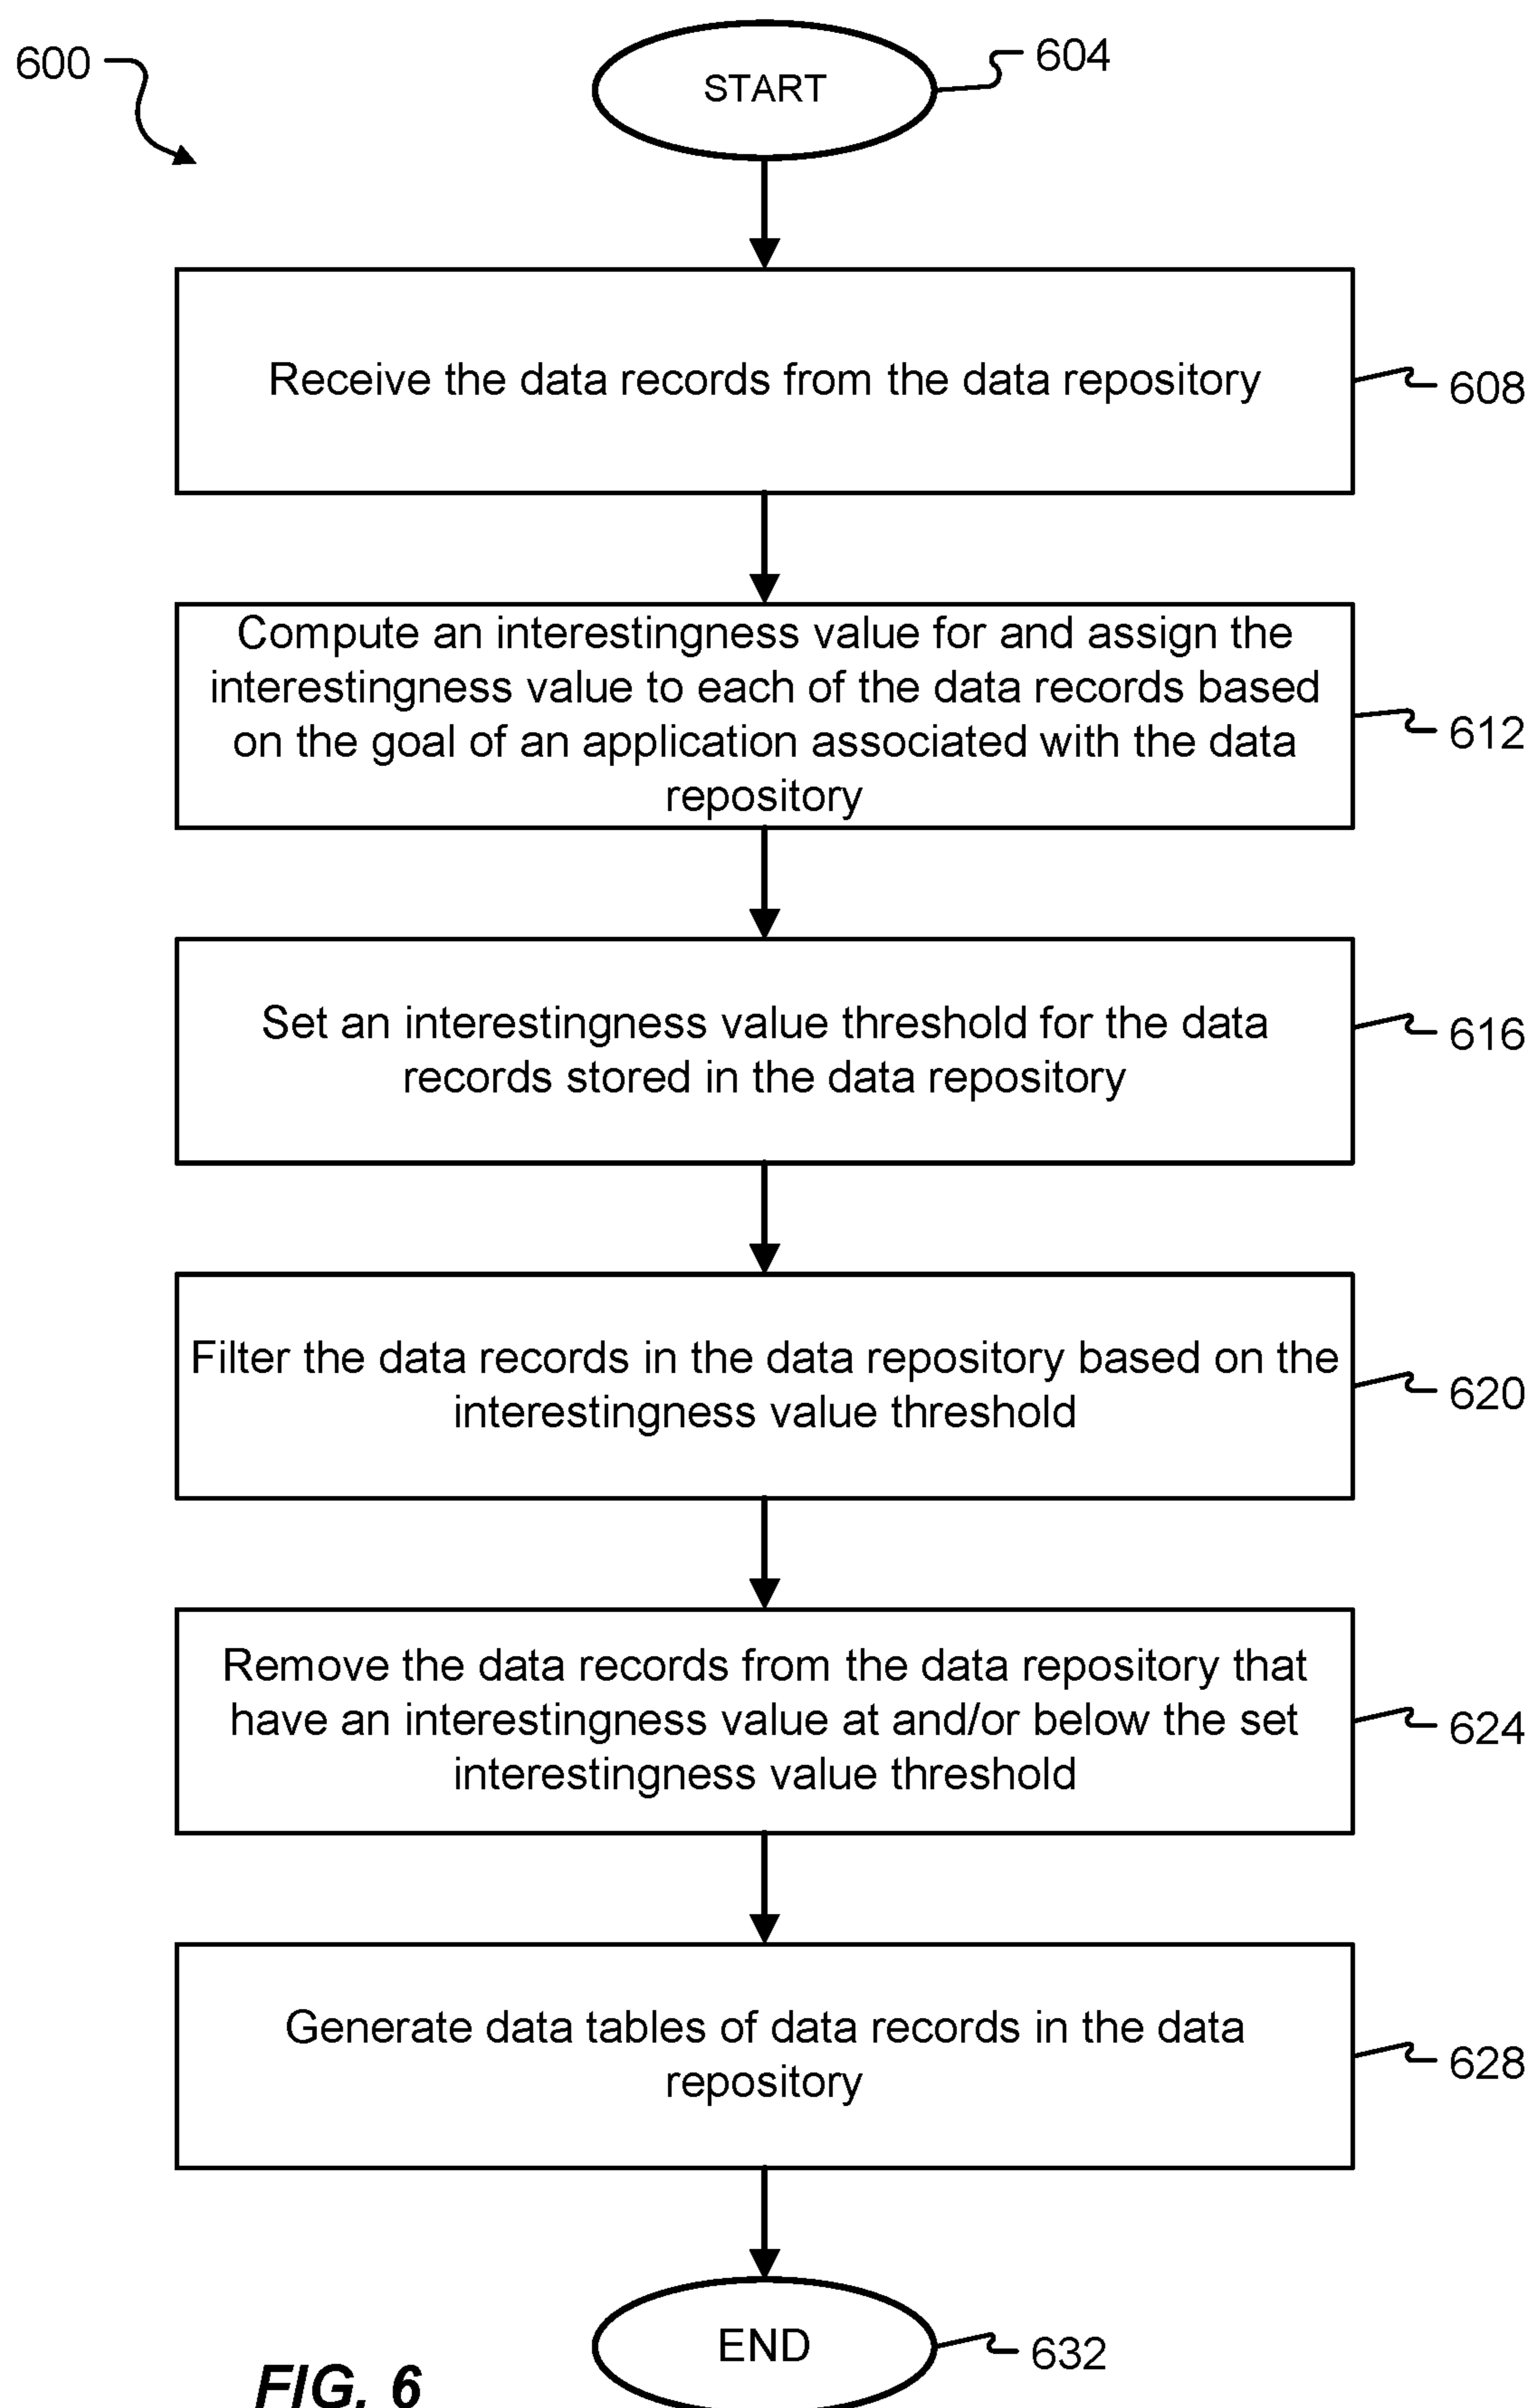 600
START
604
Receive the data records from the data repository
608
Compute an interestingness value for and assign the
interestingness value to each of the data records based
on the goal of an application associated with the data
repository
612
Set an interestingness value threshold for the data
records stored in the data repository
616
Filter the data records in the data repository based on the
interestingness value threshold
620
Remove the data records from the data repository that
have an interestingness value at and/or below the set
interestingness value threshold
624
Generate data tables of data records in the data
repository
628
END
632
FIG. 6